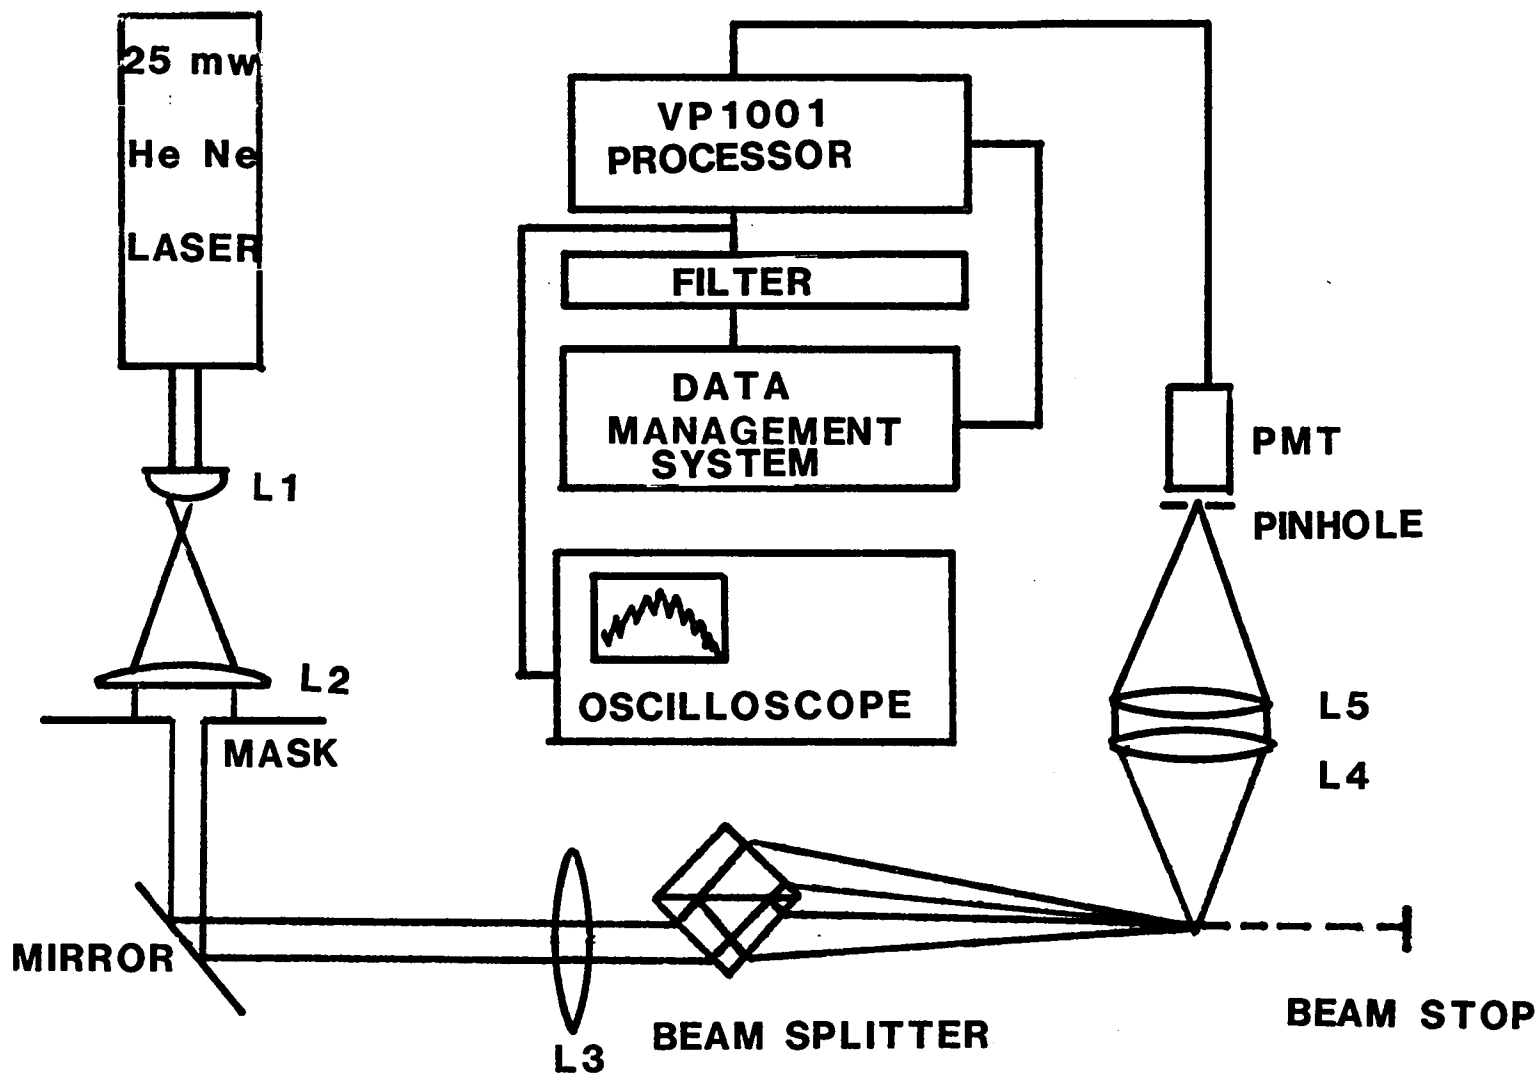 25 mw
He Ne
LASER
VP1001
PROCESSOR
FILTER
DATA
MANAGEMENT
SYSTEM
OSCILLOSCOPE
L1
L2
MASK
MIRROR
L3
BEAM SPLITTER
PMT
PINHOLE
L5
L4
BEAM STOP